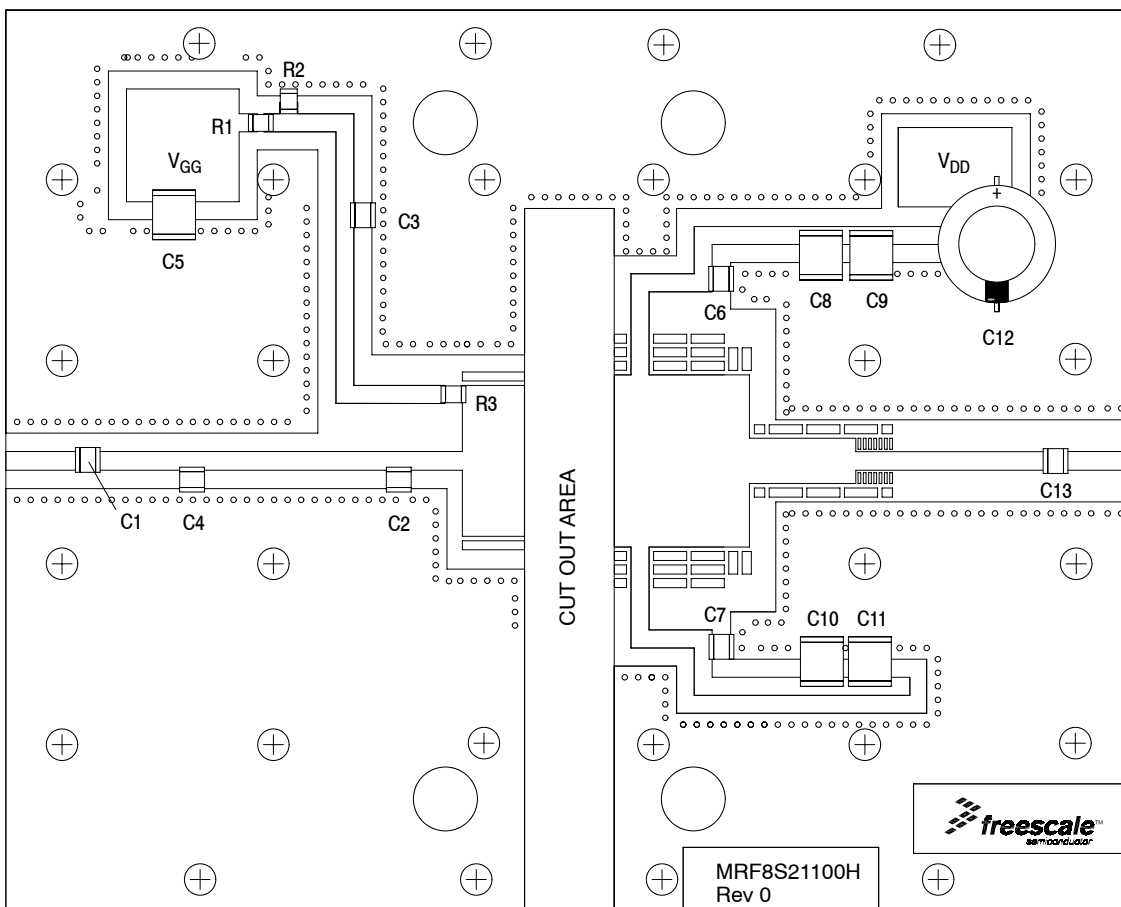 R2
R1
VGG
VDD
C3
C5
C6
C8
C9
C12
R3
C1
C4
C2
CUT OUT AREA
C13
C7
C10
C11
freescale™
semiconductor
MRF8S21100H
Rev 0